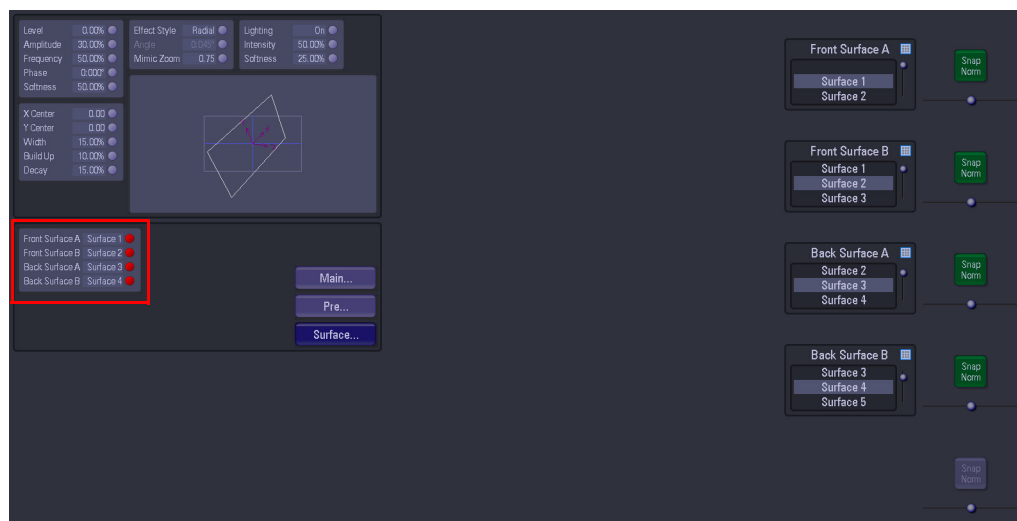 Level 0.00%
Amplitude 30.00%
Frequency 50.00%
Phase 0.000°
Softness 50.00%
Effect Style Radial
Angle 0.045°
Mimic Zoom 0.75
Lighting On
Intensity 50.00%
Softness 25.00%
X Center 0.00
Y Center 0.00
Width 15.00%
Build Up 10.00%
Decay 15.00%
Front Surface A Surface 1
Front Surface B Surface 2
Back Surface A Surface 3
Back Surface B Surface 4
Main...
Pre...
Surface...
Front Surface A
Surface 1
Surface 2
Snap
Norm
Front Surface B
Surface 1
Surface 2
Surface 3
Snap
Norm
Back Surface A
Surface 2
Surface 3
Surface 4
Snap
Norm
Back Surface B
Surface 3
Surface 4
Surface 5
Snap
Norm
Snap
Norm